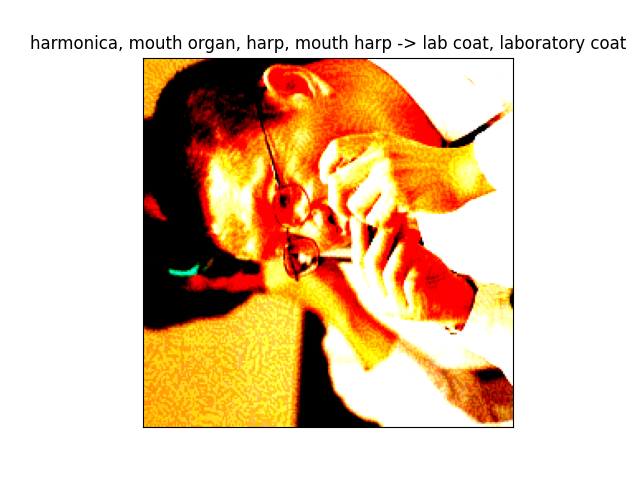 harmonica, mouth organ, harp, mouth harp -> lab coat, laboratory coat